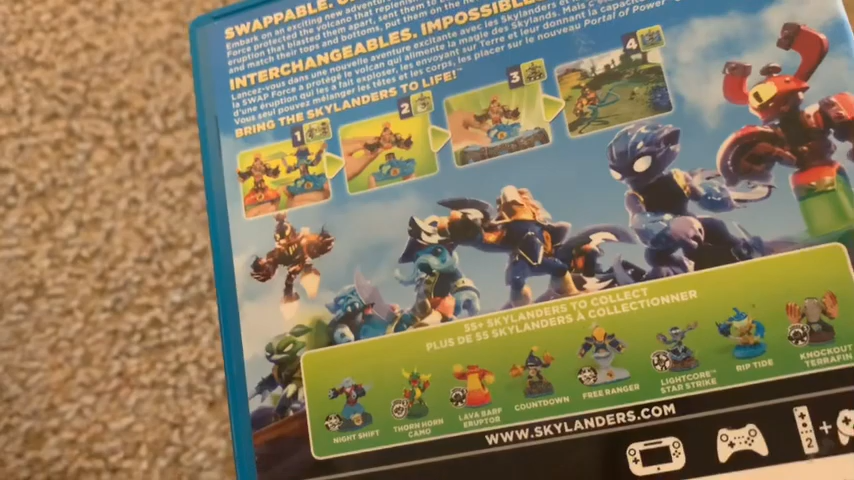 SWAPPABLE.
Embark on an exciting new adventure
Force protected the volcano that replenishes
eruption that blasted them apart, sent them to the
and match their tops and bottoms, put them on the
INTERCHANGEABLES. IMPOSSIBLE
Lancez-vous dans une nouvelle aventure excitante avec les Skylanders
la SWAP Force a protégé le volcan qui alimente la magie des Skylands. Mais
d'une éruption qui les a fait exploser, les envoyant sur Terre et leur donnant la capacité
Vous seul pouvez mélanger les têtes et les corps, les placer sur le nouveau Portal of Power
BRING THE SKYLANDERS TO LIFE!™
1
2
3
4
55+ SKYLANDERS TO COLLECT
PLUS DE 55 SKYLANDERS À COLLECTIONNER
NIGHT SHIFT
THORN HORN CAMO
LAVA BARF ERUPTOR
COUNTDOWN
FREE RANGER
LIGHTCORE™ STAR STRIKE
RIP TIDE
KNOCKOUT TERRAFIN
WWW.SKYLANDERS.COM
2
+